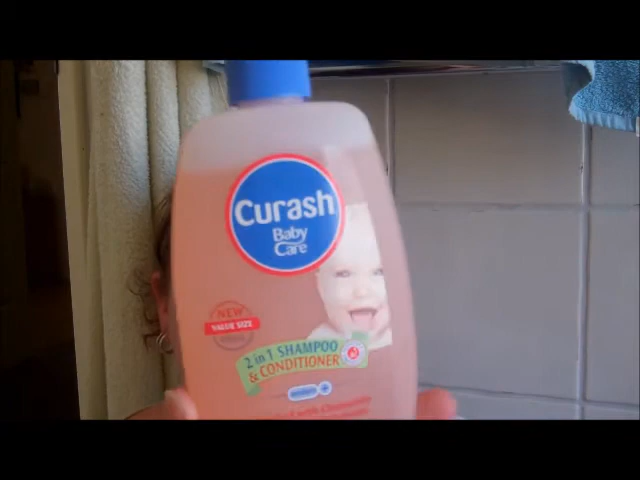 Curash
Baby
Care
NEW
VALUE SIZE
2 in 1 SHAMPOO
& CONDITIONER